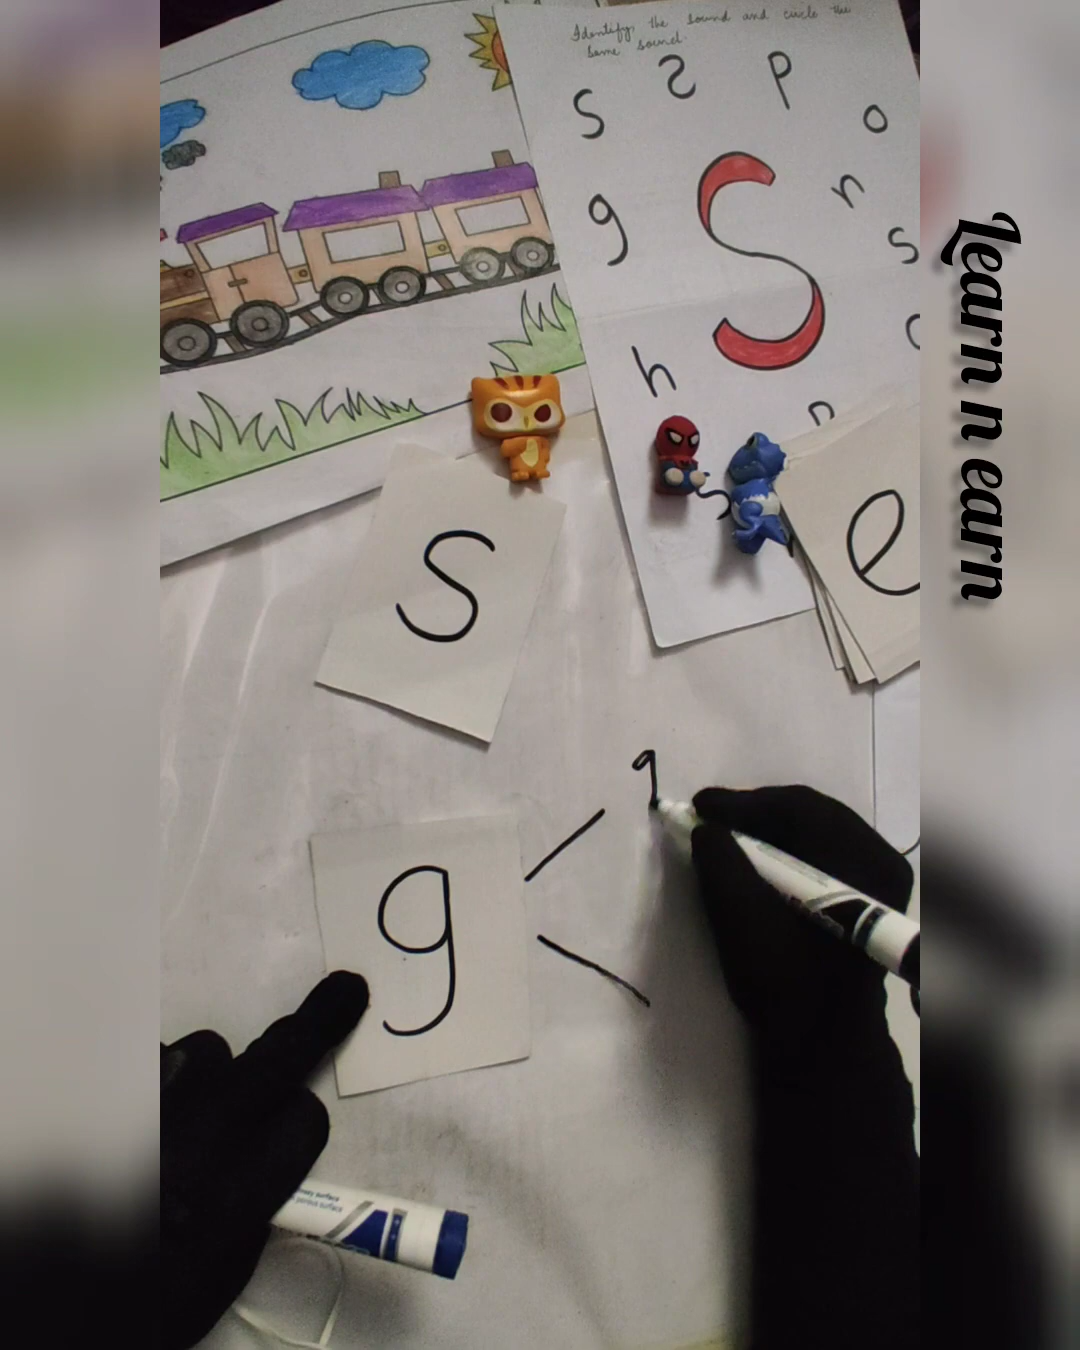 Identify the sound and circle the
same sound.
s s p
o
S
g
n
s
h
n
s
e
s
g
g
Learn n earn